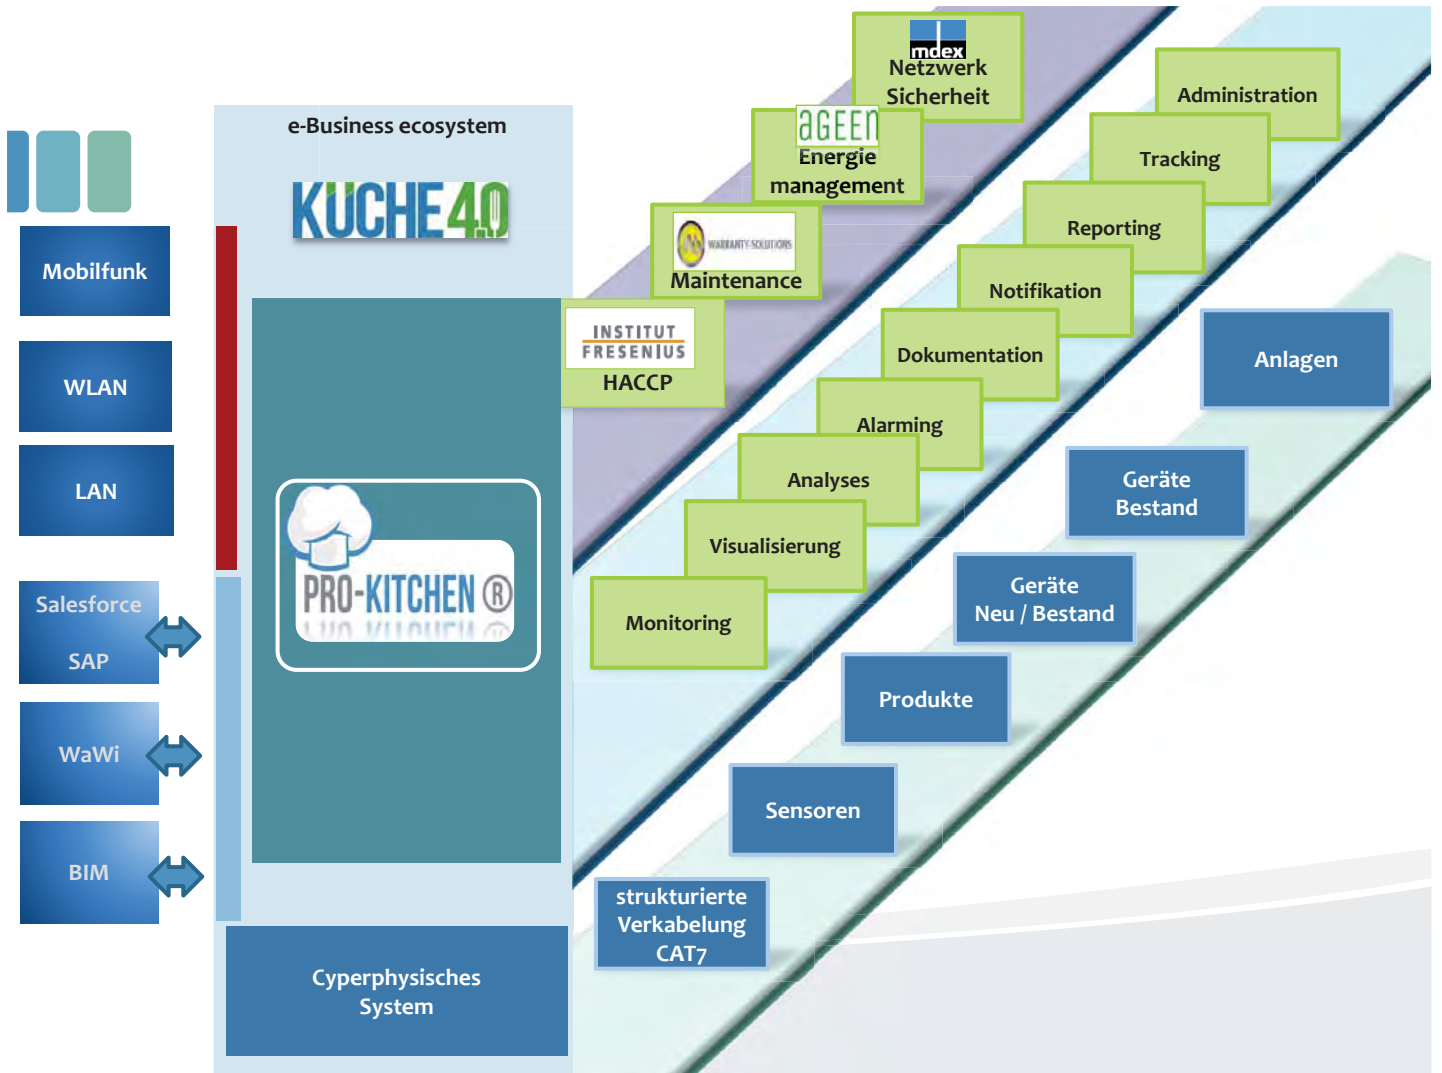 e-Business ecosystem
KÜCHE4.0
Mobilfunk
WLAN
LAN
Salesforce
SAP
WaWi
BIM
PRO-KITCHEN ®
Cyperphysisches
System
mdex
Netzwerk
Sicherheit
aGEEN
Energie
management
WARRANTY-SOLUTIONS
Maintenance
INSTITUT
FRESENIUS
HACCP
Administration
Tracking
Reporting
Notifikation
Dokumentation
Alarming
Analyses
Visualisierung
Monitoring
Anlagen
Geräte
Bestand
Geräte
Neu / Bestand
Produkte
Sensoren
strukturierte
Verkabelung
CAT7